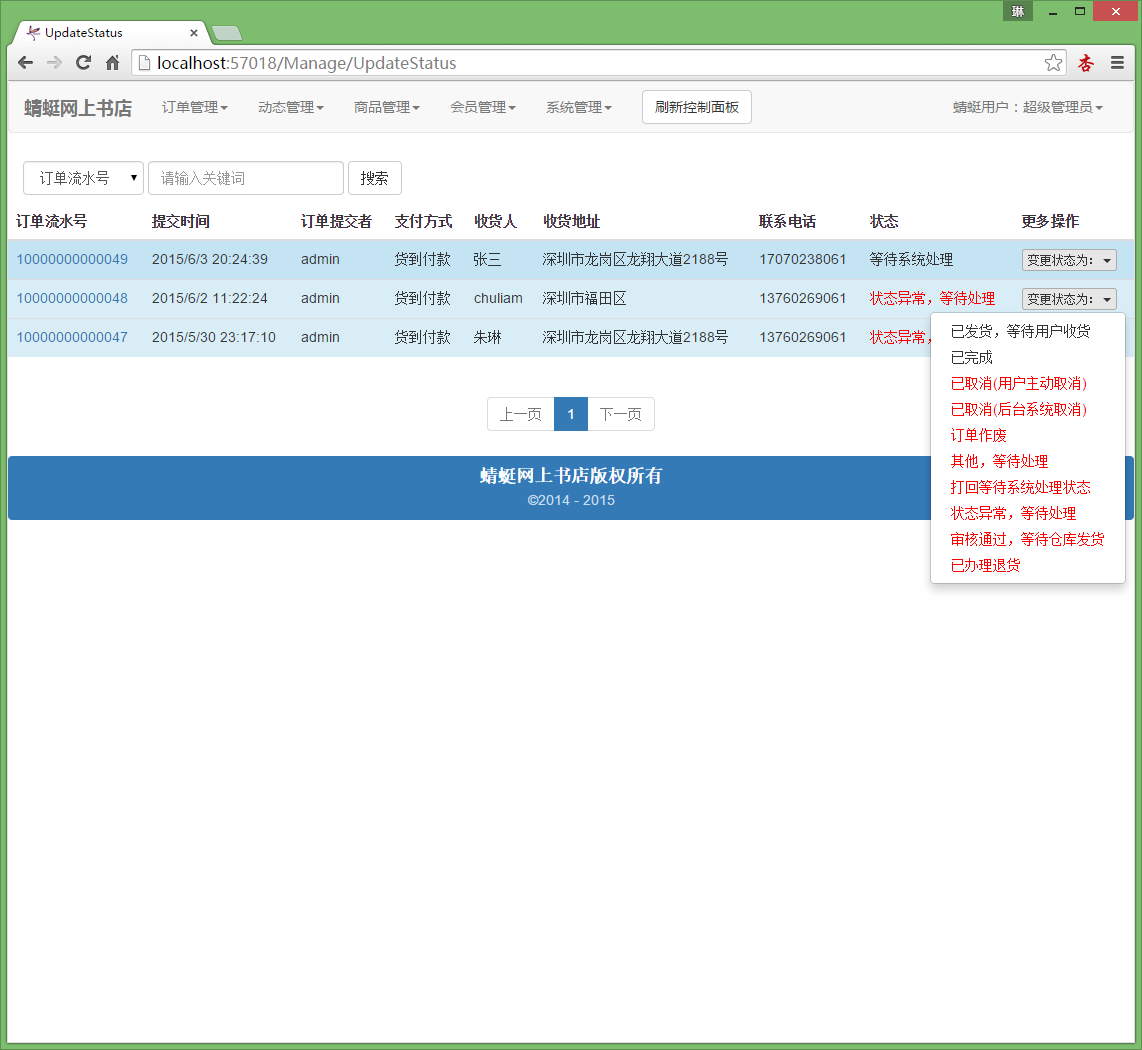 琳
UpdateStatus
localhost:57018/Manage/UpdateStatus
杏
蜻蜓网上书店 订单管理 动态管理 商品管理 会员管理 系统管理 刷新控制面板 蜻蜓用户：超级管理员
订单流水号 请输入关键词 搜索
订单流水号 提交时间 订单提交者 支付方式 收货人 收货地址 联系电话 状态 更多操作
10000000000049 2015/6/3 20:24:39 admin 货到付款 张三 深圳市龙岗区龙翔大道2188号 17070238061 等待系统处理 变更状态为:
10000000000048 2015/6/2 11:22:24 admin 货到付款 chuliam 深圳市福田区 13760269061 状态异常，等待处理 变更状态为:
10000000000047 2015/5/30 23:17:10 admin 货到付款 朱琳 深圳市龙岗区龙翔大道2188号 13760269061 状态异常，
已发货，等待用户收货
已完成
已取消(用户主动取消)
已取消(后台系统取消)
订单作废
其他，等待处理
打回等待系统处理状态
状态异常，等待处理
审核通过，等待仓库发货
已办理退货
上一页 1 下一页
蜻蜓网上书店版权所有
©2014 - 2015